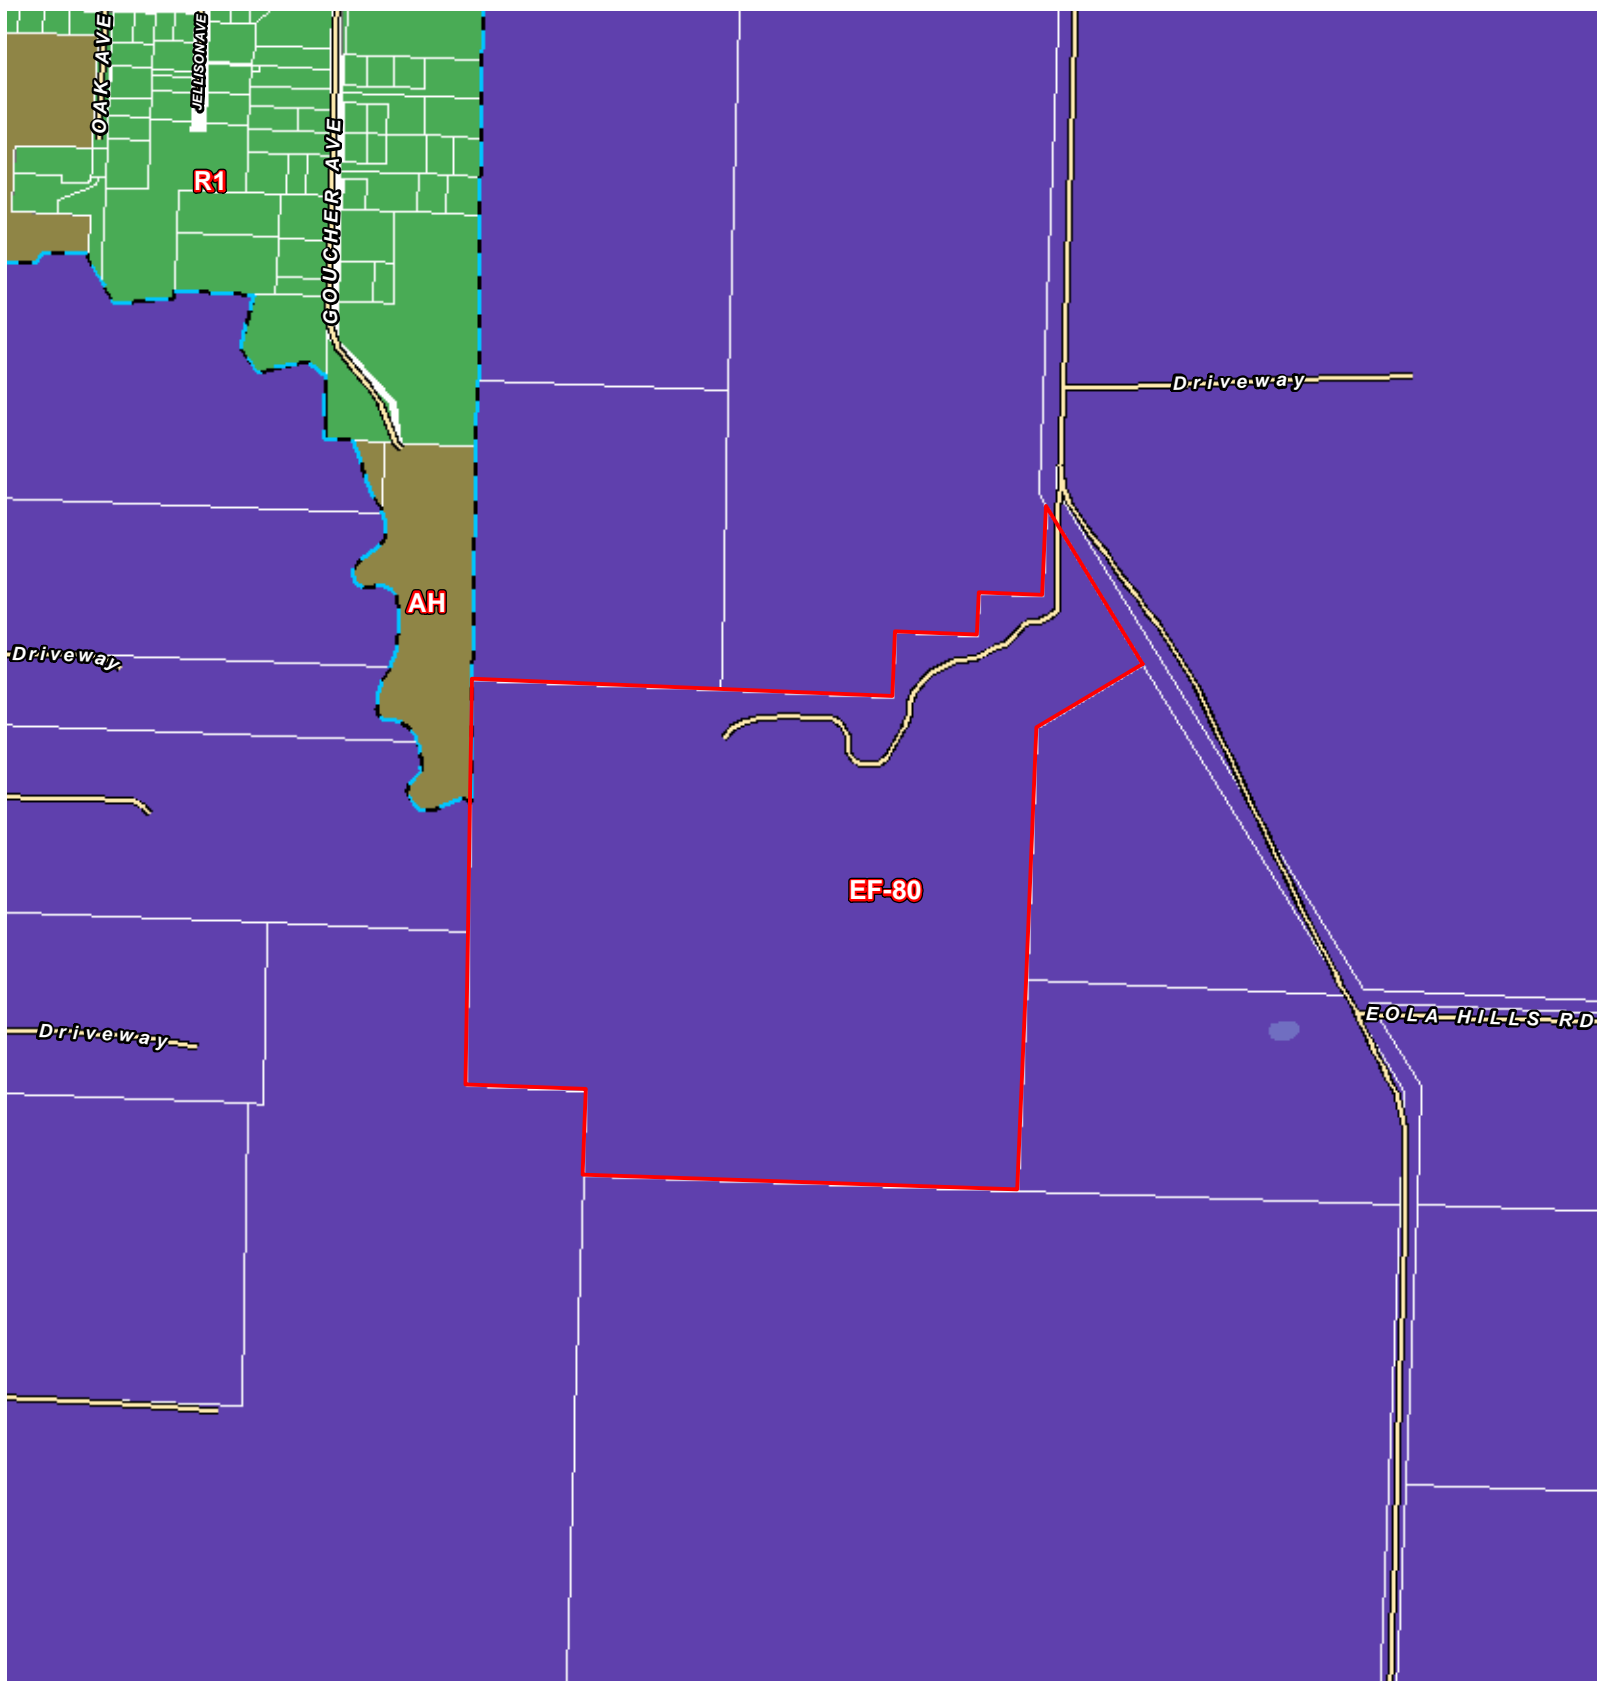 OAK AVE
JELLISON AVE
GOUCHER AVE
R1
Driveway
AH
Driveway
EF-80
EOLA HILLS RD
Driveway